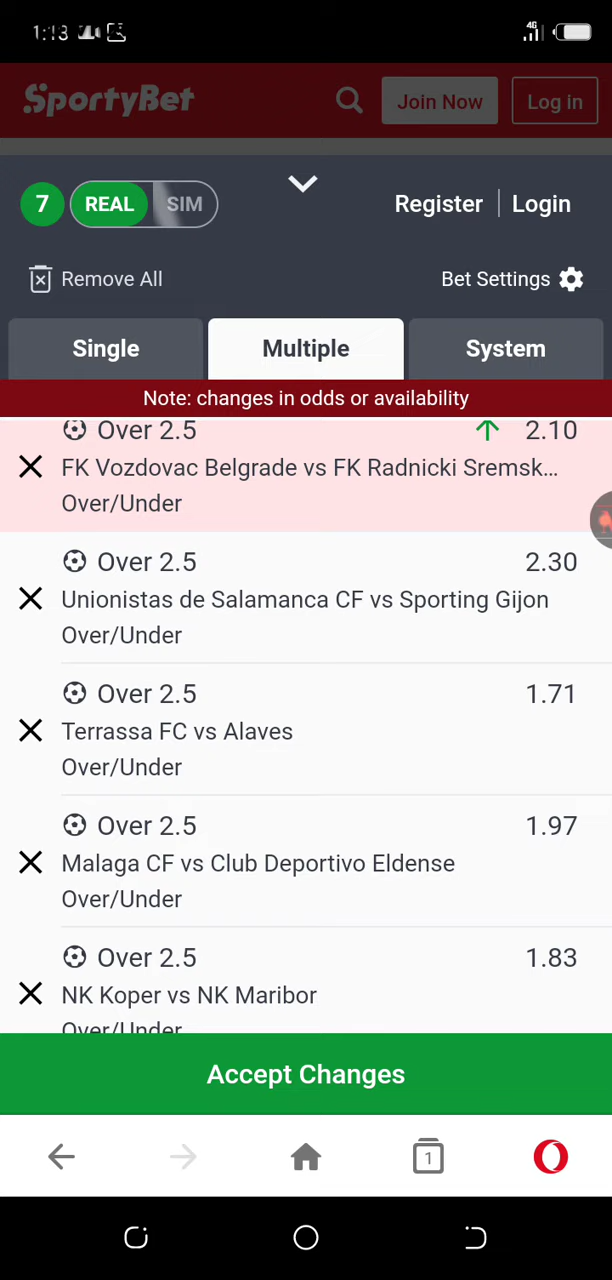 1:13
4G
SportyBet
Join Now
Log in
7
REAL
SIM
Register
Login
Remove All
Bet Settings
Single
Multiple
System
Note: changes in odds or availability
Over 2.5
2.10
FK Vozdovac Belgrade vs FK Radnicki Sremsk...
Over/Under
Over 2.5
2.30
Unionistas de Salamanca CF vs Sporting Gijon
Over/Under
Over 2.5
1.71
Terrassa FC vs Alaves
Over/Under
Over 2.5
1.97
Malaga CF vs Club Deportivo Eldense
Over/Under
Over 2.5
1.83
NK Koper vs NK Maribor
Over/Under
Accept Changes
1